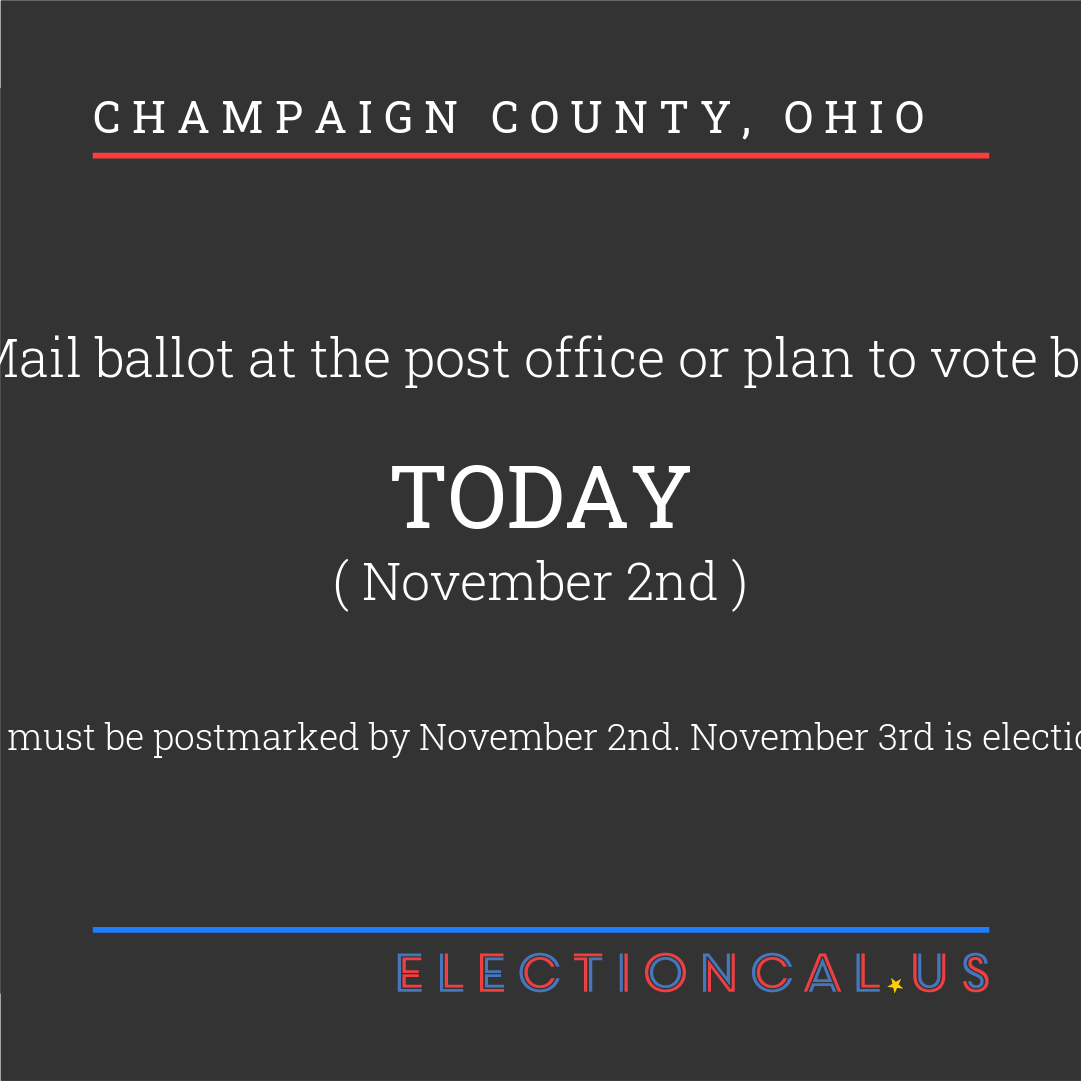 CHAMPAIGN COUNTY, OHIO
Mail ballot at the post office or plan to vote b
TODAY
( November 2nd )
must be postmarked by November 2nd. November 3rd is electio
ELECTIONCAL.US